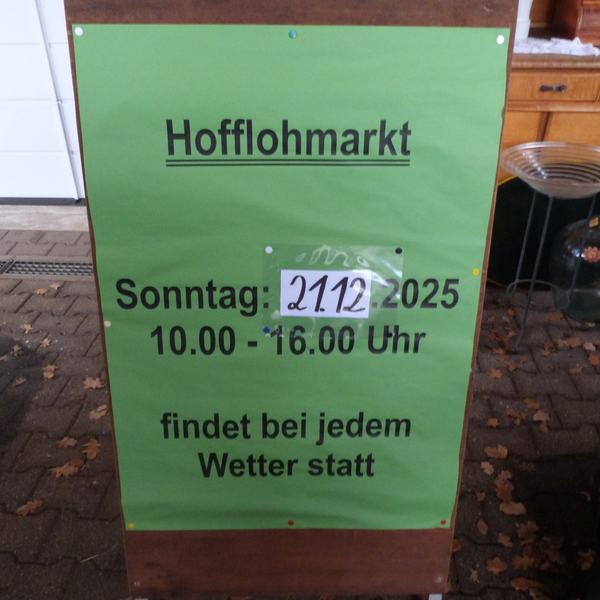 Hofflohmarkt
Sonntag: 21.12.2025
10.00 - 16.00 Uhr
findet bei jedem
Wetter statt